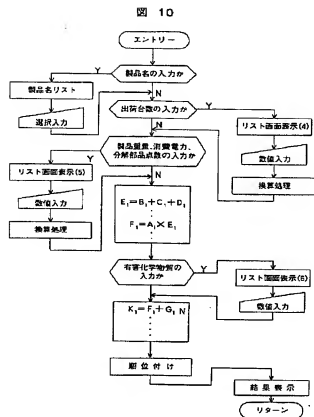 図 10
エントリー
製品名の入力か
Y
N
製品名リスト
選択入力
出荷台数の入力か
Y
N
リスト画面表示(4)
数値入力
換算処理
製品重量、消費電力、
分解部品点数の入力か
Y
N
リスト画面表示(5)
数値入力
換算処理
E₁=B₁+C₁+D₁
⋮
F₁=A₁×E₁
⋮
有害化学物質の
入力か
Y
N
リスト画面表示(6)
数値入力
K₁=F₁+G₁
⋮
順位付け
結果表示
リターン